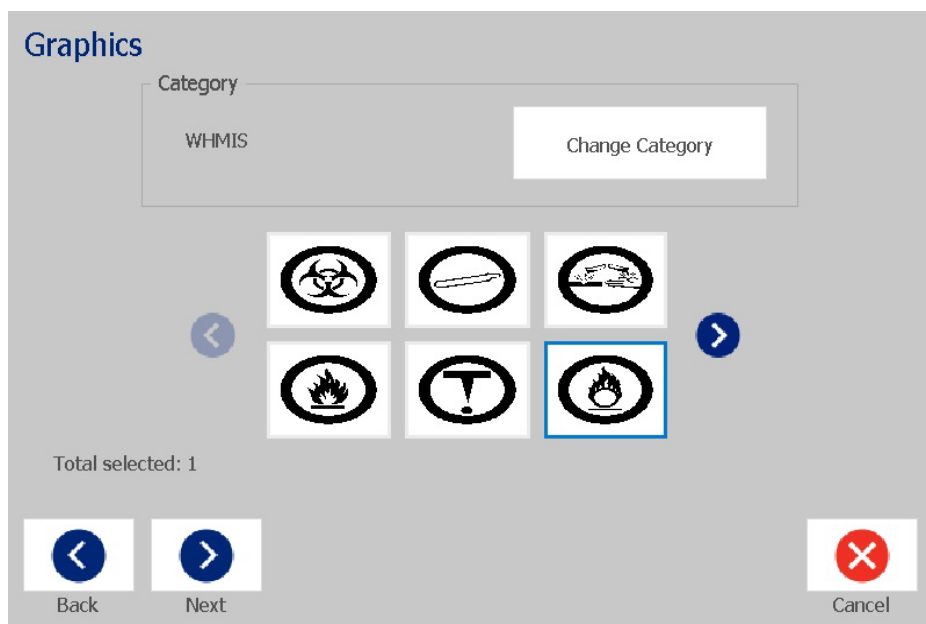 Graphics
Category
WHMIS
Change Category
Total selected: 1
Back
Next
Cancel